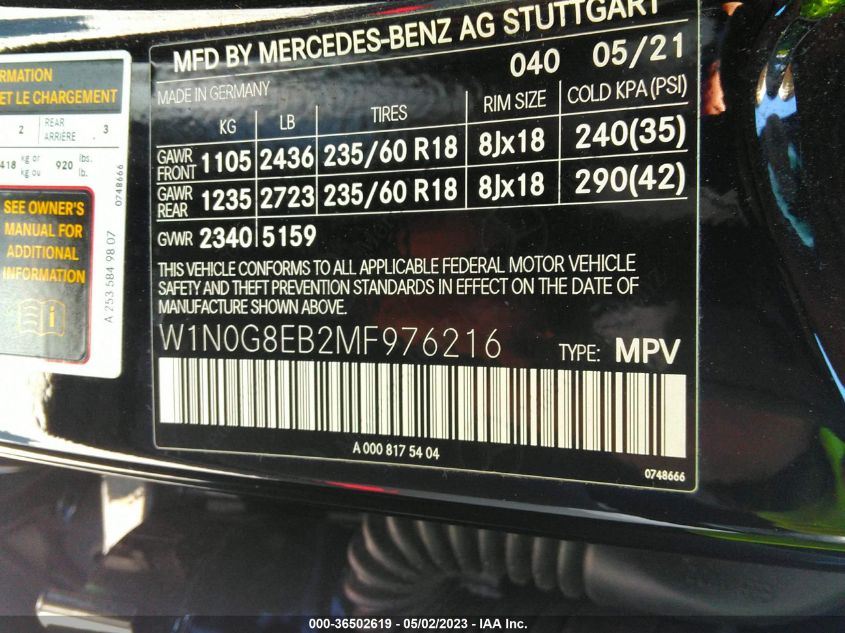 RMATION
ET LE CHARGEMENT
2 REAR ARRIÈRE . 3
418 kg or kg ou 920 lbs. lb.
0748666
SEE OWNER'S
MANUAL FOR
ADDITIONAL
INFORMATION
A 253 584 98 07
MFD BY MERCEDES-BENZ AG STUTTGART
040 05/21
MADE IN GERMANY
KG LB TIRES RIM SIZE COLD KPA (PSI)
GAWR FRONT 1105 2436 235/60 R18 8Jx18 240(35)
GAWR REAR 1235 2723 235/60 R18 8Jx18 290(42)
GVWR 2340 5159
THIS VEHICLE CONFORMS TO ALL APPLICABLE FEDERAL MOTOR VEHICLE
SAFETY AND THEFT PREVENTION STANDARDS IN EFFECT ON THE DATE OF
MANUFACTURE SHOWN ABOVE.
W1N0G8EB2MF976216 TYPE: MPV
A 000 817 54 04
0748666
000-36502619 - 05/02/2023 - IAA Inc.